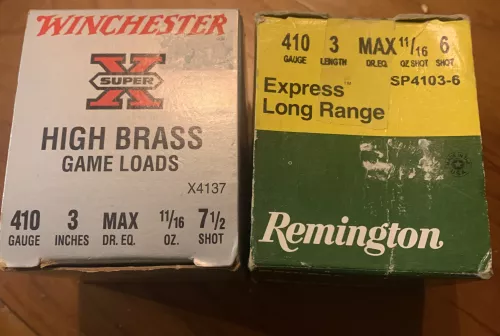 WINCHESTER
SUPER
X
HIGH BRASS
GAME LOADS
X4137
410 3 MAX 11/16 7 1/2
GAUGE INCHES DR. EQ. OZ. SHOT
410 3 MAX 11/16 6
GAUGE LENGTH DR.EQ. OZ.SHOT SHOT
SP4103-6
Express™
Long Range
Remington®